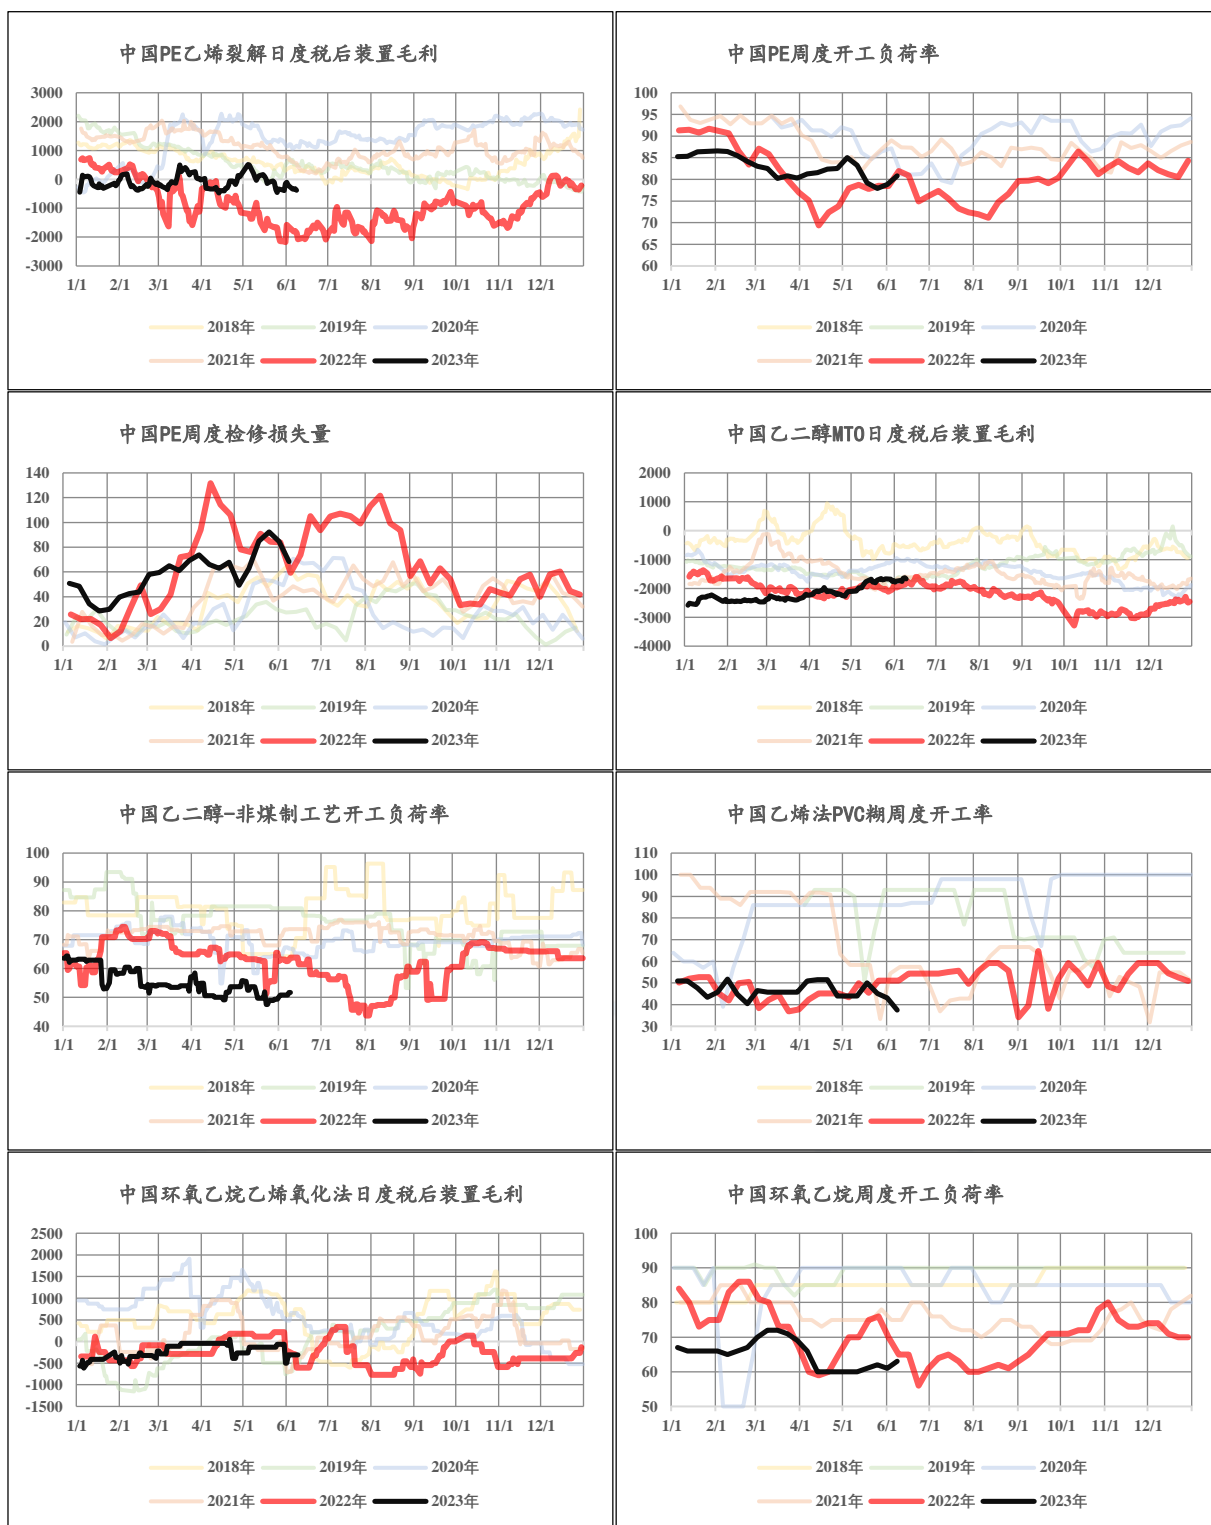 中国PE乙烯裂解日度税后装置毛利
3000
2000
1000
0
-1000
-2000
-3000
1/1 2/1 3/1 4/1 5/1 6/1 7/1 8/1 9/1 10/1 11/1 12/1
2018年 2019年 2020年
2021年 2022年 2023年
中国PE周度开工负荷率
100
95
90
85
80
75
70
65
60
1/1 2/1 3/1 4/1 5/1 6/1 7/1 8/1 9/1 10/1 11/1 12/1
2018年 2019年 2020年
2021年 2022年 2023年
中国PE周度检修损失量
140
120
100
80
60
40
20
0
1/1 2/1 3/1 4/1 5/1 6/1 7/1 8/1 9/1 10/1 11/1 12/1
2018年 2019年 2020年
2021年 2022年 2023年
中国乙二醇MTO日度税后装置毛利
2000
1000
0
-1000
-2000
-3000
-4000
1/1 2/1 3/1 4/1 5/1 6/1 7/1 8/1 9/1 10/1 11/1 12/1
2018年 2019年 2020年
2021年 2022年 2023年
中国乙二醇-非煤制工艺开工负荷率
100
90
80
70
60
50
40
1/1 2/1 3/1 4/1 5/1 6/1 7/1 8/1 9/1 10/1 11/1 12/1
2018年 2019年 2020年
2021年 2022年 2023年
中国乙烯法PVC糊周度开工率
110
100
90
80
70
60
50
40
30
1/1 2/1 3/1 4/1 5/1 6/1 7/1 8/1 9/1 10/1 11/1 12/1
2018年 2019年 2020年
2021年 2022年 2023年
中国环氧乙烷乙烯氧化法日度税后装置毛利
2500
2000
1500
1000
500
0
-500
-1000
-1500
1/1 2/1 3/1 4/1 5/1 6/1 7/1 8/1 9/1 10/1 11/1 12/1
2018年 2019年 2020年
2021年 2022年 2023年
中国环氧乙烷周度开工负荷率
100
90
80
70
60
50
1/1 2/1 3/1 4/1 5/1 6/1 7/1 8/1 9/1 10/1 11/1 12/1
2018年 2019年 2020年
2021年 2022年 2023年